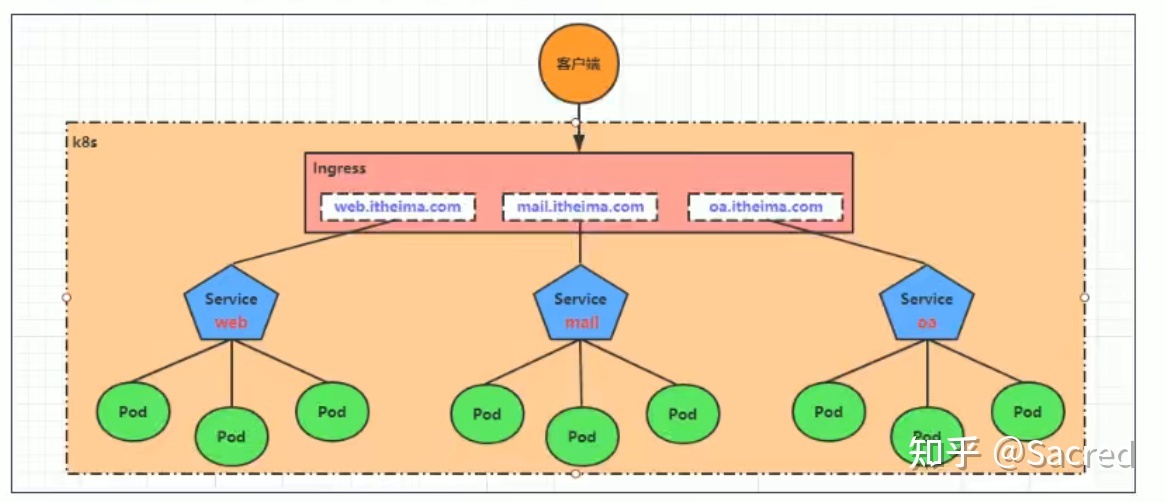 客户端
k8s
Ingress
web.itheima.com
mail.itheima.com
oa.itheima.com
Service
web
Service
mail
Service
oa
Pod
Pod
Pod
Pod
Pod
Pod
Pod
Pod
Pod
知乎 @Sacred